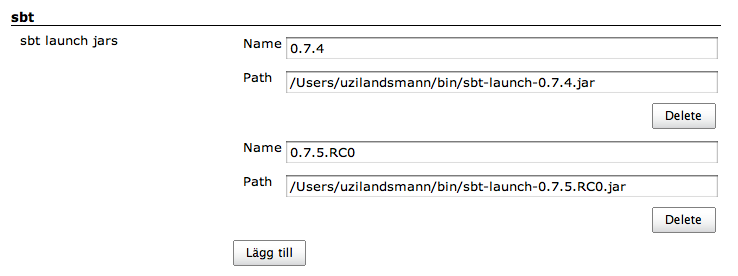 sbt
sbt launch jars
Name 0.7.4
Path /Users/uzilandsmann/bin/sbt-launch-0.7.4.jar
Delete
Name 0.7.5.RC0
Path /Users/uzilandsmann/bin/sbt-launch-0.7.5.RC0.jar
Delete
Lägg till